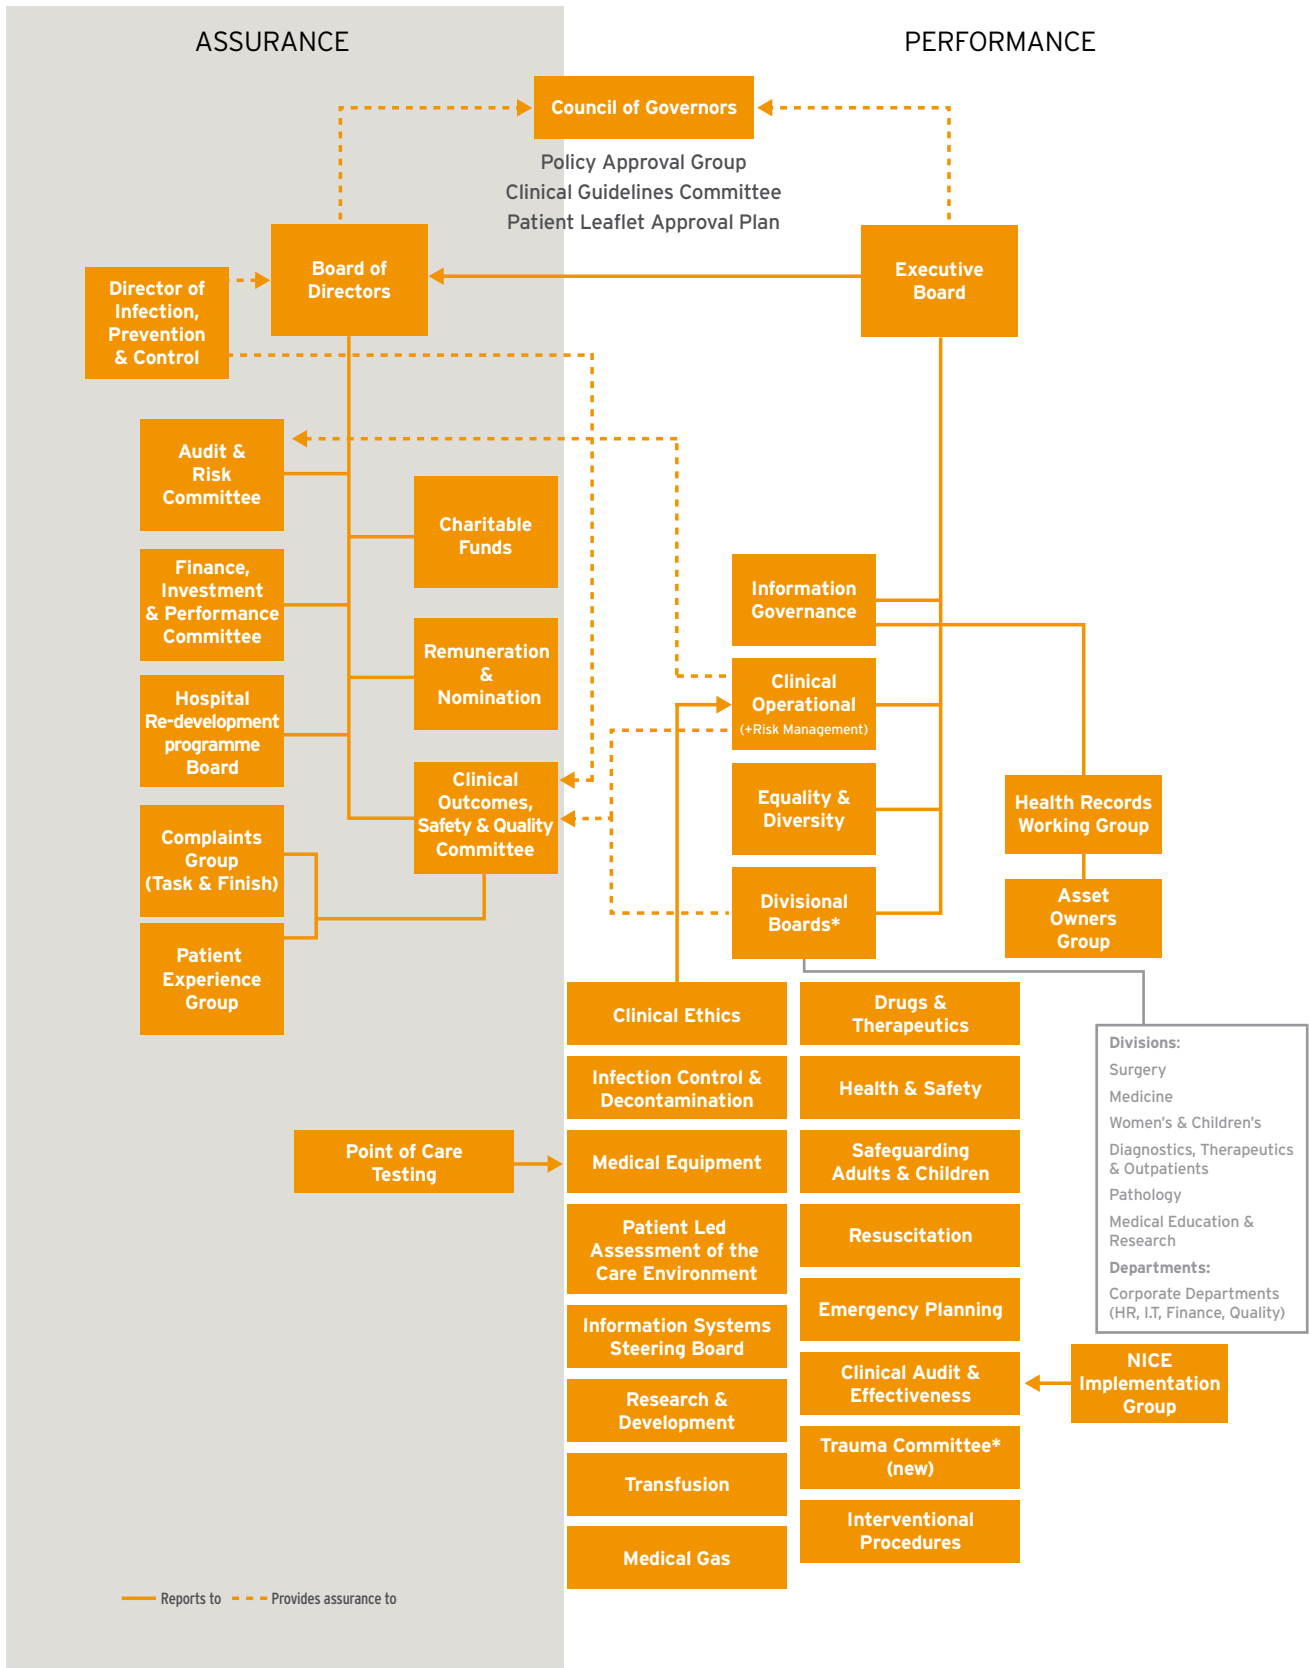 ASSURANCE
PERFORMANCE
Council of Governors
Policy Approval Group
Clinical Guidelines Committee
Patient Leaflet Approval Plan
Board of
Directors
Executive
Board
Director of
Infection,
Prevention
& Control
Audit &
Risk
Committee
Charitable
Funds
Finance,
Investment
& Performance
Committee
Remuneration
&
Nomination
Hospital
Re-development
programme
Board
Clinical
Outcomes,
Safety & Quality
Committee
Complaints
Group
(Task & Finish)
Patient
Experience
Group
Information
Governance
Clinical
Operational
(+Risk Management)
Equality &
Diversity
Divisional
Boards*
Health Records
Working Group
Asset
Owners
Group
Clinical Ethics
Infection Control &
Decontamination
Point of Care
Testing
Medical Equipment
Patient Led
Assessment of the
Care Environment
Information Systems
Steering Board
Research &
Development
Transfusion
Medical Gas
Drugs &
Therapeutics
Health & Safety
Safeguarding
Adults & Children
Resuscitation
Emergency Planning
Clinical Audit &
Effectiveness
Trauma Committee*
(new)
Interventional
Procedures
Divisions:
Surgery
Medicine
Women's & Children's
Diagnostics, Therapeutics
& Outpatients
Pathology
Medical Education &
Research
Departments:
Corporate Departments
(HR, I.T, Finance, Quality)
NICE
Implementation
Group
Reports to
Provides assurance to